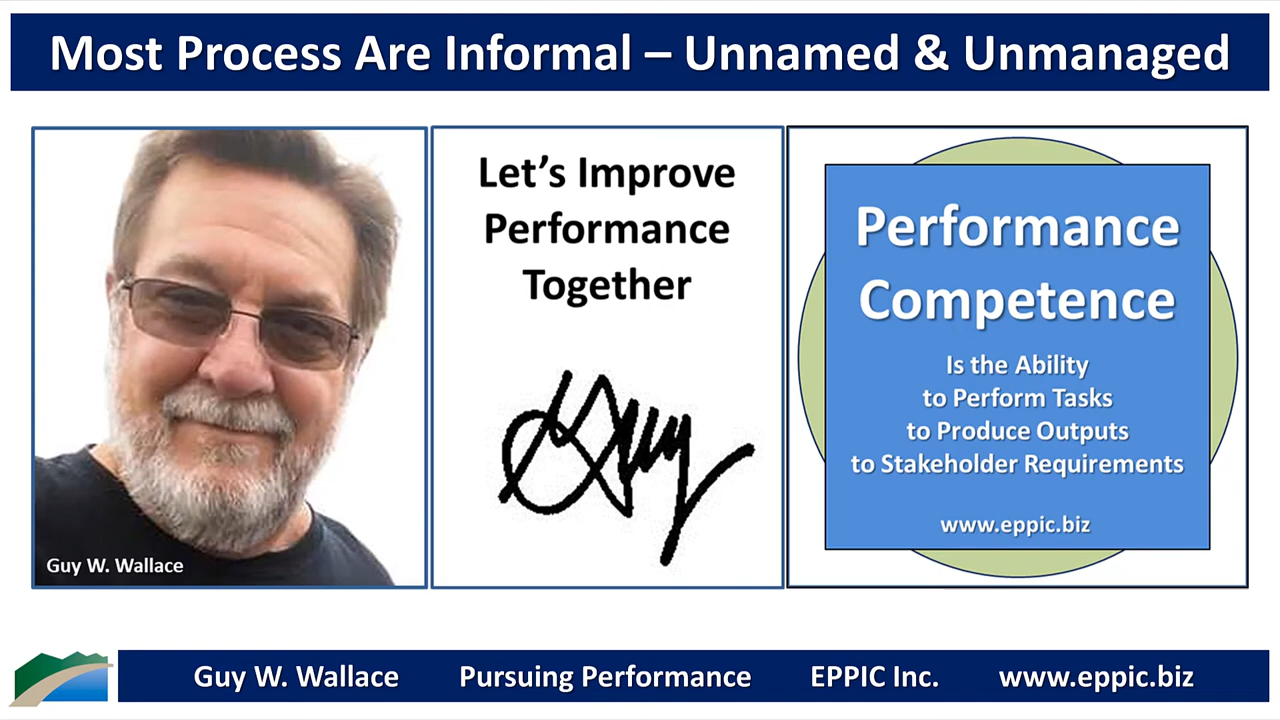 Most Process Are Informal – Unnamed & Unmanaged
Guy W. Wallace
Let’s Improve
Performance
Together
Guy
Performance
Competence
Is the Ability
to Perform Tasks
to Produce Outputs
to Stakeholder Requirements
www.eppic.biz
Guy W. Wallace Pursuing Performance EPPIC Inc. www.eppic.biz